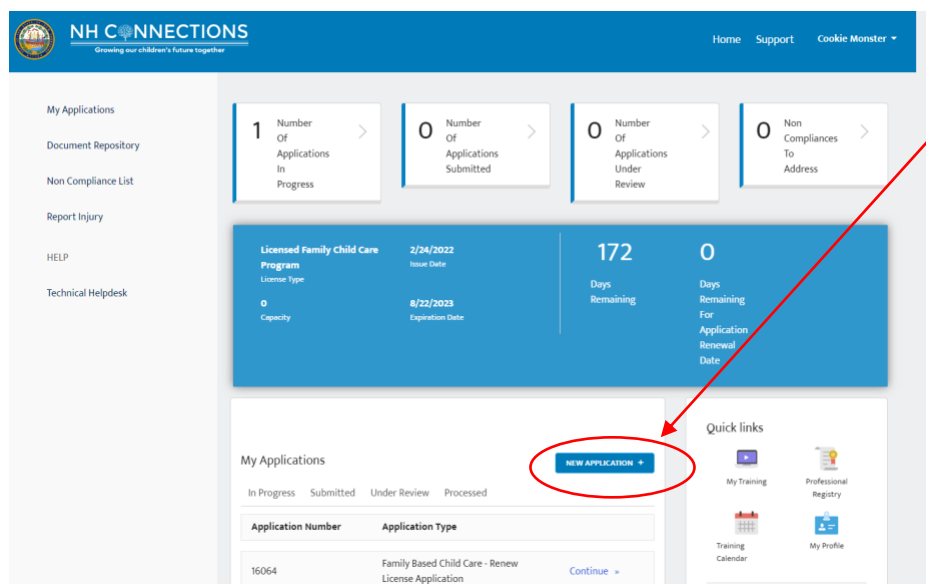 NH CONNECTIONS
Growing our children's future together
Home Support Cookie Monster
My Applications
Document Repository
Non Compliance List
Report Injury
HELP
Technical Helpdesk
1 Number
Of
Applications
In
Progress
0 Number
Of
Applications
Submitted
0 Number
Of
Applications
Under
Review
0 Non
Compliances
To
Address
Licensed Family Child Care
Program
License Type
2/24/2022
Issue Date
0
Capacity
8/22/2023
Expiration Date
172
Days
Remaining
0
Days
Remaining
For
Application
Renewal
Date
My Applications
NEW APPLICATION +
In Progress Submitted Under Review Processed
Application Number Application Type
16064 Family Based Child Care - Renew
License Application
Continue »
Quick links
My Training
Professional
Registry
Training
Calendar
My Profile